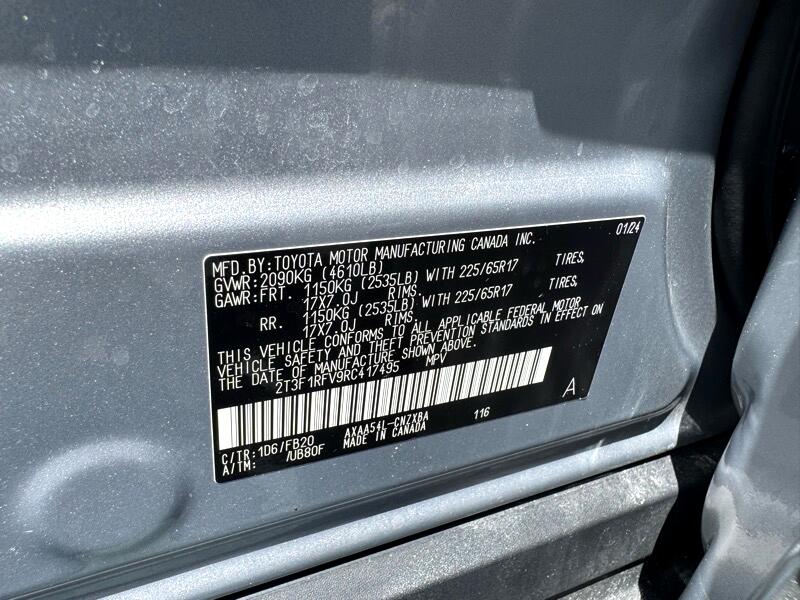 01/24
MFD.BY:TOYOTA MOTOR MANUFACTURING CANADA INC.
GVWR:2090KG (4610LB)
GAWR:FRT. 1150KG (2535LB) WITH 225/65R17 TIRES,
17X7.0J RIMS.
RR. 1150KG (2535LB) WITH 225/65R17 TIRES,
17X7.0J RIMS.
THIS VEHICLE CONFORMS TO ALL APPLICABLE FEDERAL MOTOR
VEHICLE SAFETY AND THEFT PREVENTION STANDARDS IN EFFECT ON
THE DATE OF MANUFACTURE SHOWN ABOVE.
2T3F1RFV9RC417495 MPV
A
C/TR:1D6/FB20 AXAA54L-CNZXBA 116
A/TM: /UB80F MADE IN CANADA